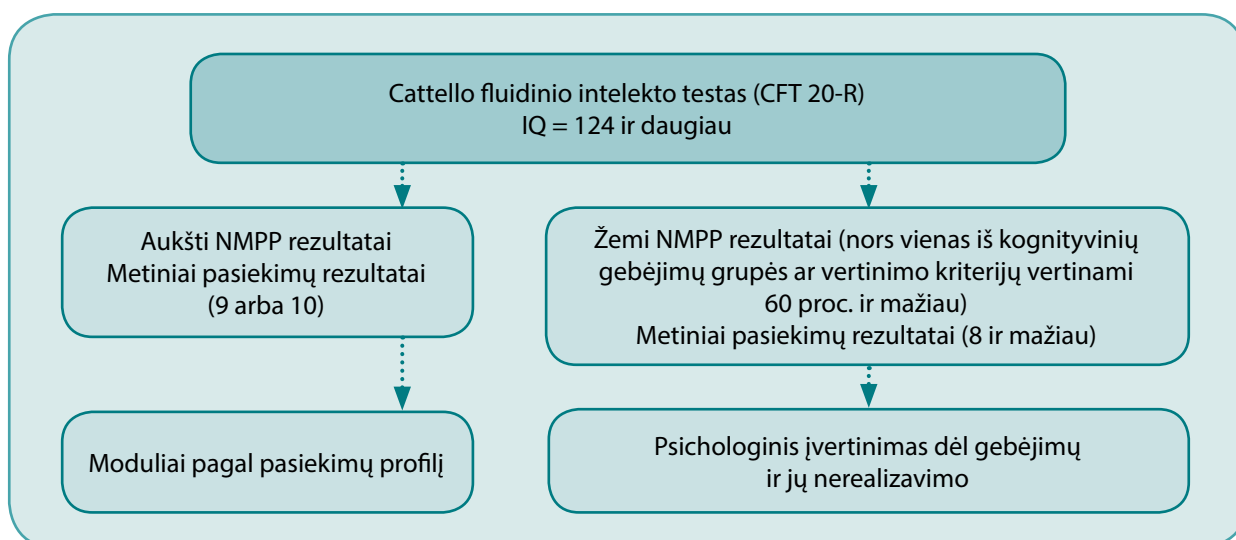 Cattello fluidinio intelekto testas (CFT 20-R)
IQ = 124 ir daugiau
Aukšti NMPP rezultatai
Metiniai pasiekimų rezultatai
(9 arba 10)
Žemi NMPP rezultatai (nors vienas iš kognityvinių
gebėjimų grupės ar vertinimo kriterijų vertinami
60 proc. ir mažiau)
Metiniai pasiekimų rezultatai (8 ir mažiau)
Moduliai pagal pasiekimų profilį
Psichologinis įvertinimas dėl gebėjimų
ir jų nerealizavimo